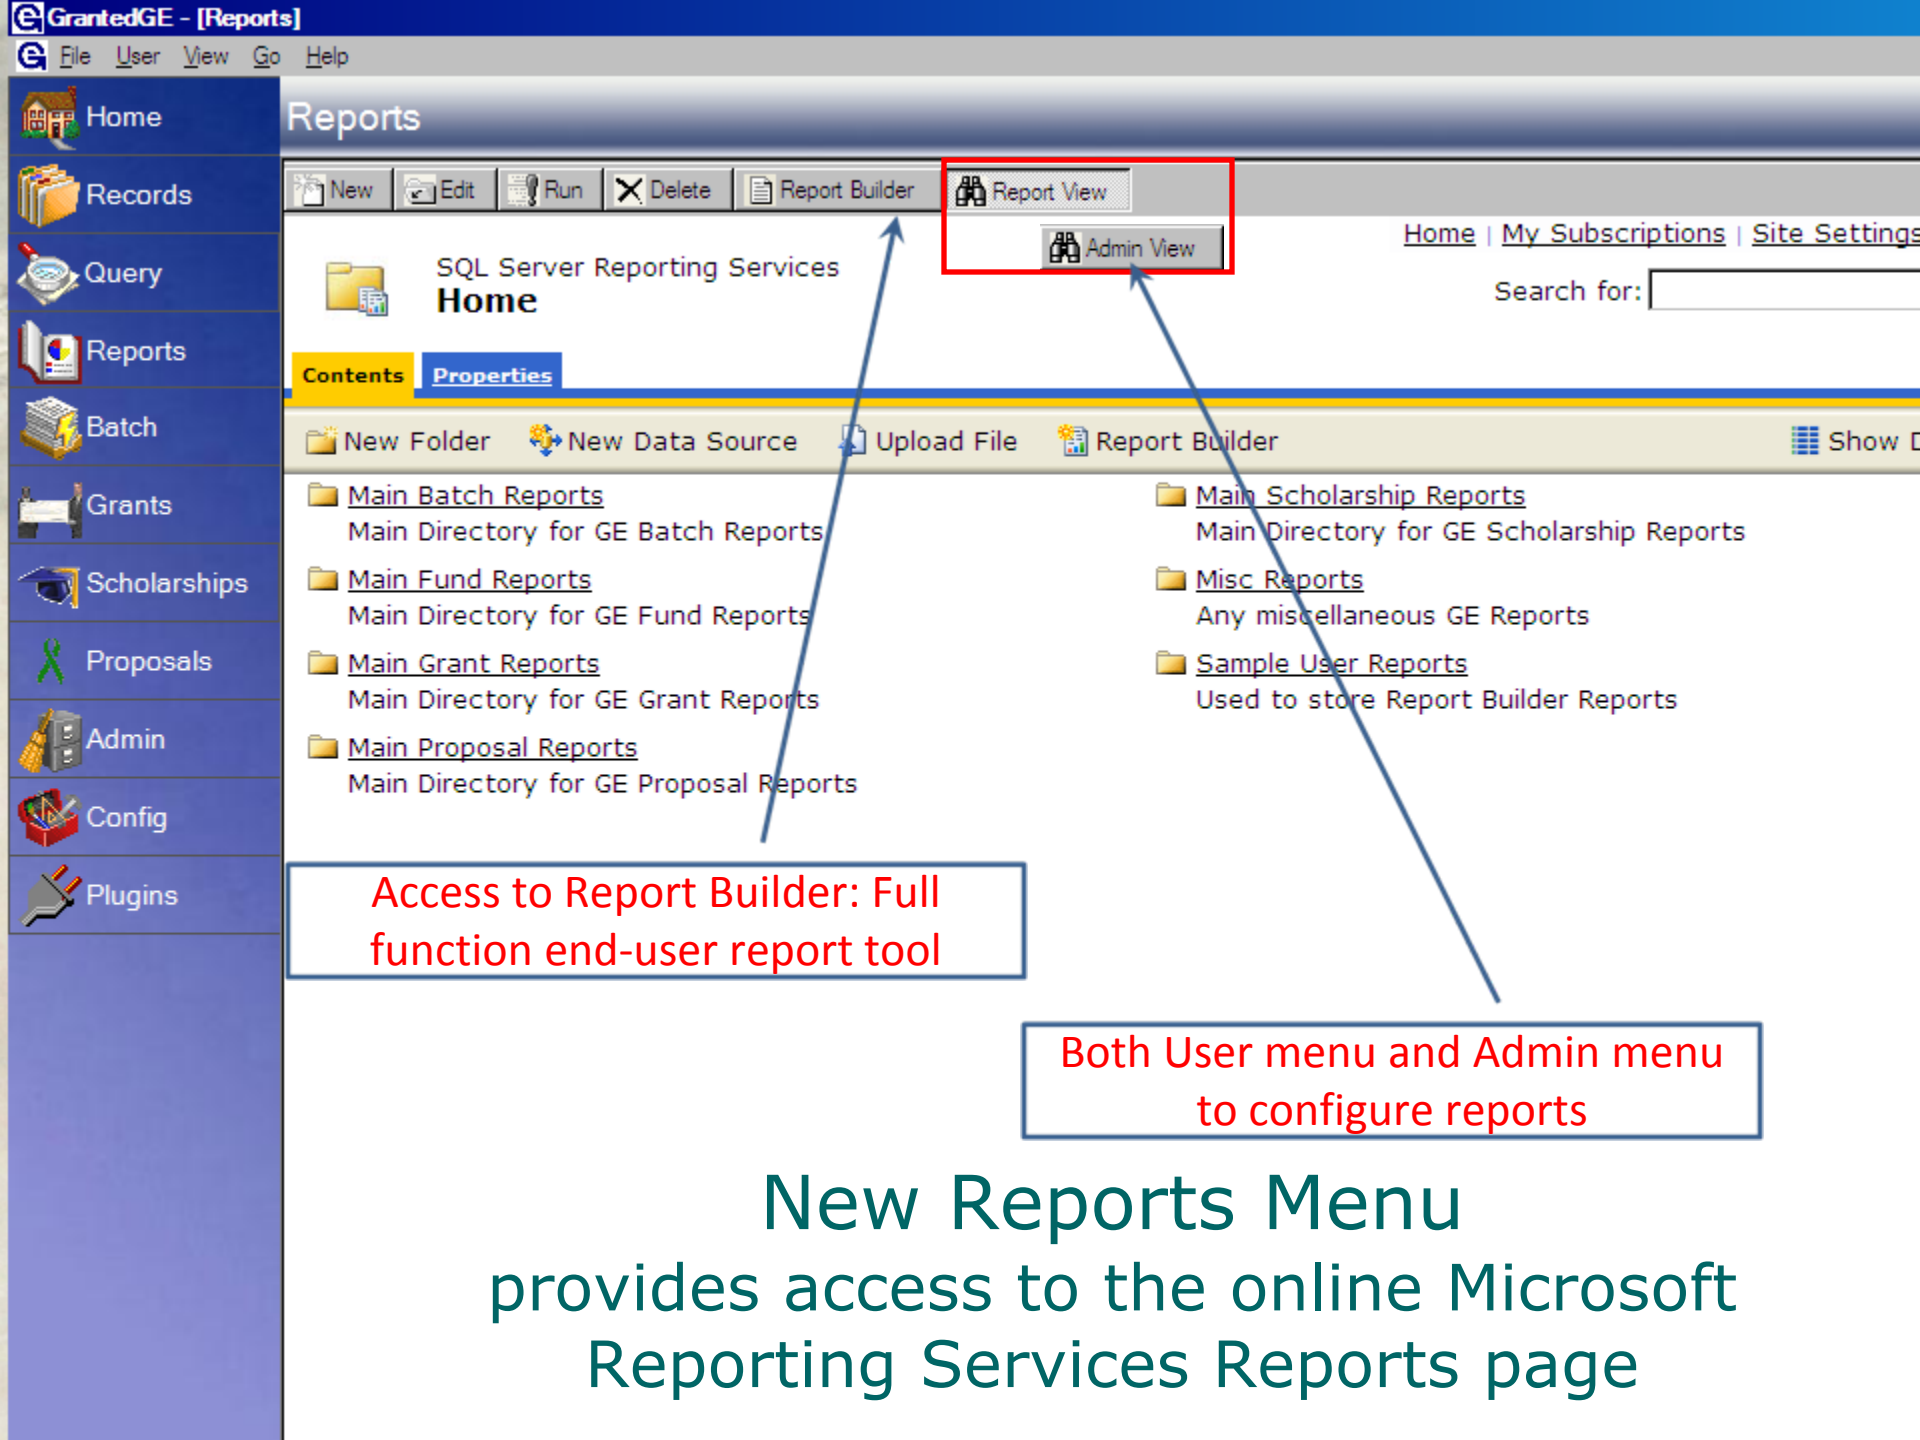 GrantedGE - [Reports]
File User View Go Help
Home
Records
Query
Reports
Batch
Grants
Scholarships
Proposals
Admin
Config
Plugins
Reports
New Edit Run Delete Report Builder Report View
Admin View
Home | My Subscriptions | Site Settings
SQL Server Reporting Services
Home
Search for:
Contents Properties
New Folder New Data Source Upload File Report Builder Show D
Main Batch Reports
Main Directory for GE Batch Reports
Main Fund Reports
Main Directory for GE Fund Reports
Main Grant Reports
Main Directory for GE Grant Reports
Main Proposal Reports
Main Directory for GE Proposal Reports
Main Scholarship Reports
Main Directory for GE Scholarship Reports
Misc Reports
Any miscellaneous GE Reports
Sample User Reports
Used to store Report Builder Reports
Access to Report Builder: Full
function end-user report tool
Both User menu and Admin menu
to configure reports
New Reports Menu
provides access to the online Microsoft
Reporting Services Reports page